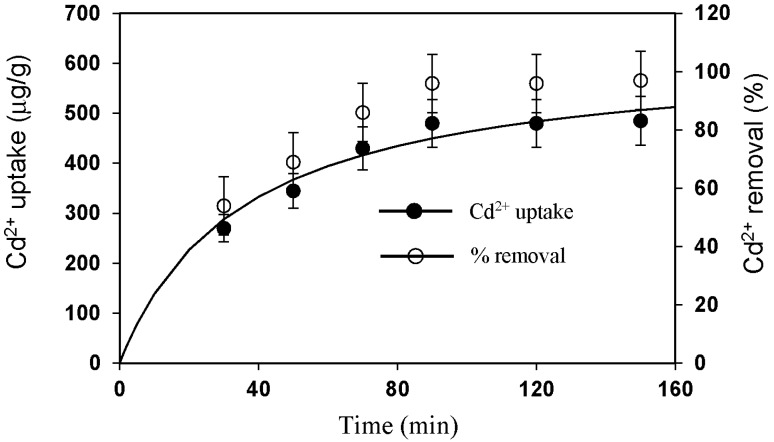 700
600
500
400
300
200
100
0
Cd2+ uptake (µg/g)
120
100
80
60
40
20
0
Cd2+ removal (%)
Cd2+ uptake
% removal
0 40 80 120 160
Time (min)